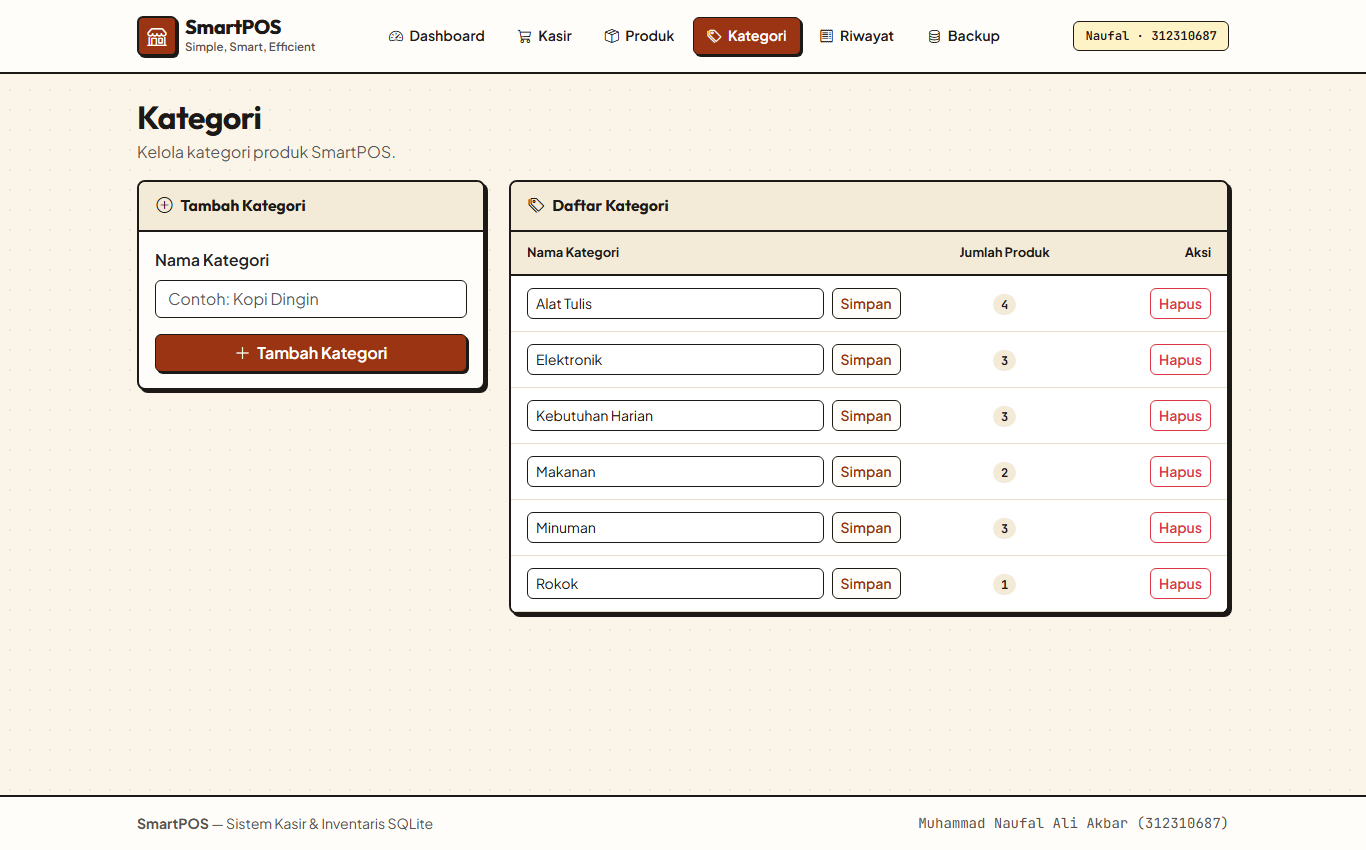 SmartPOS
Simple, Smart, Efficient
Dashboard
Kasir
Produk
Kategori
Riwayat
Backup
Naufal · 312310687
Kategori
Kelola kategori produk SmartPOS.
Tambah Kategori
Nama Kategori
Contoh: Kopi Dingin
+ Tambah Kategori
Daftar Kategori
Nama Kategori Jumlah Produk Aksi
Alat Tulis Simpan 4 Hapus
Elektronik Simpan 3 Hapus
Kebutuhan Harian Simpan 3 Hapus
Makanan Simpan 2 Hapus
Minuman Simpan 3 Hapus
Rokok Simpan 1 Hapus
SmartPOS — Sistem Kasir & Inventaris SQLite
Muhammad Naufal Ali Akbar (312310687)